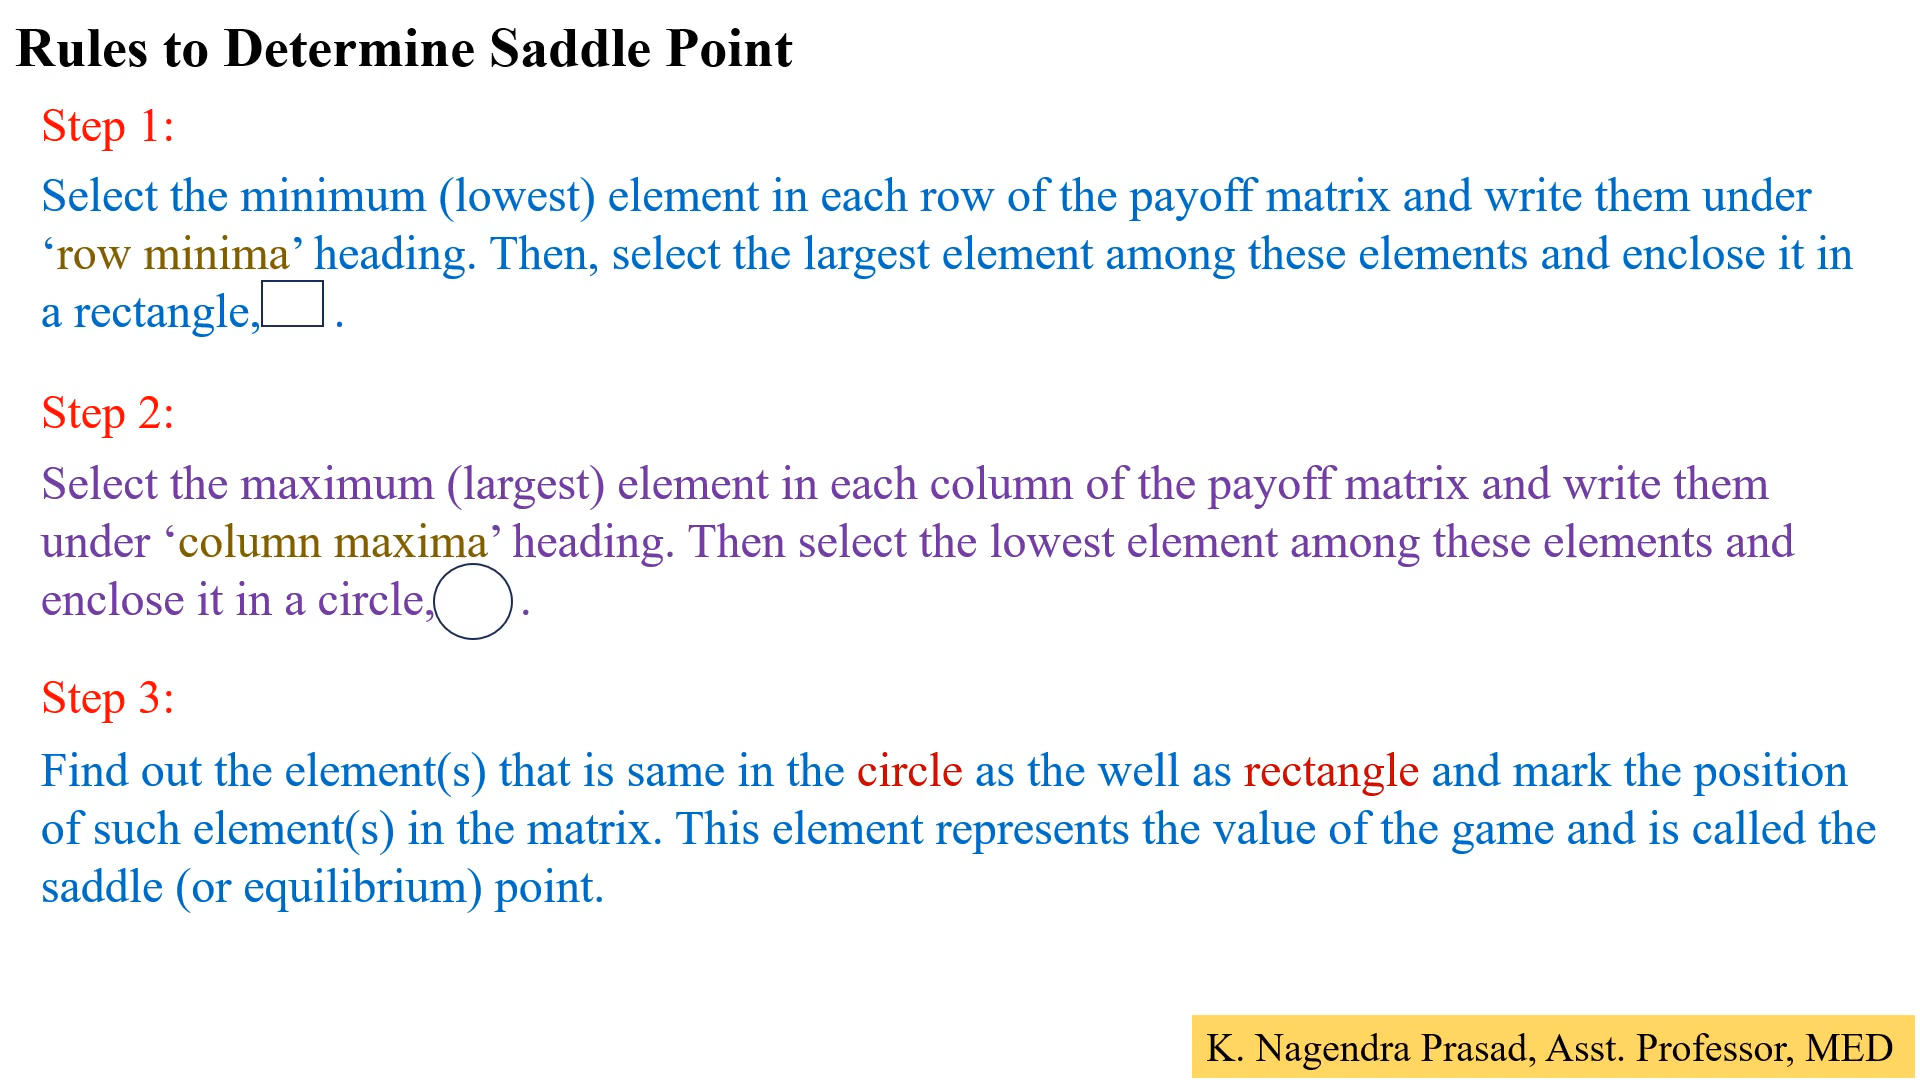 Rules to Determine Saddle Point
Step 1:
Select the minimum (lowest) element in each row of the payoff matrix and write them under
‘row minima’ heading. Then, select the largest element among these elements and enclose it in
a rectangle, .
Step 2:
Select the maximum (largest) element in each column of the payoff matrix and write them
under ‘column maxima’ heading. Then select the lowest element among these elements and
enclose it in a circle, .
Step 3:
Find out the element(s) that is same in the circle as the well as rectangle and mark the position
of such element(s) in the matrix. This element represents the value of the game and is called the
saddle (or equilibrium) point.
K. Nagendra Prasad, Asst. Professor, MED